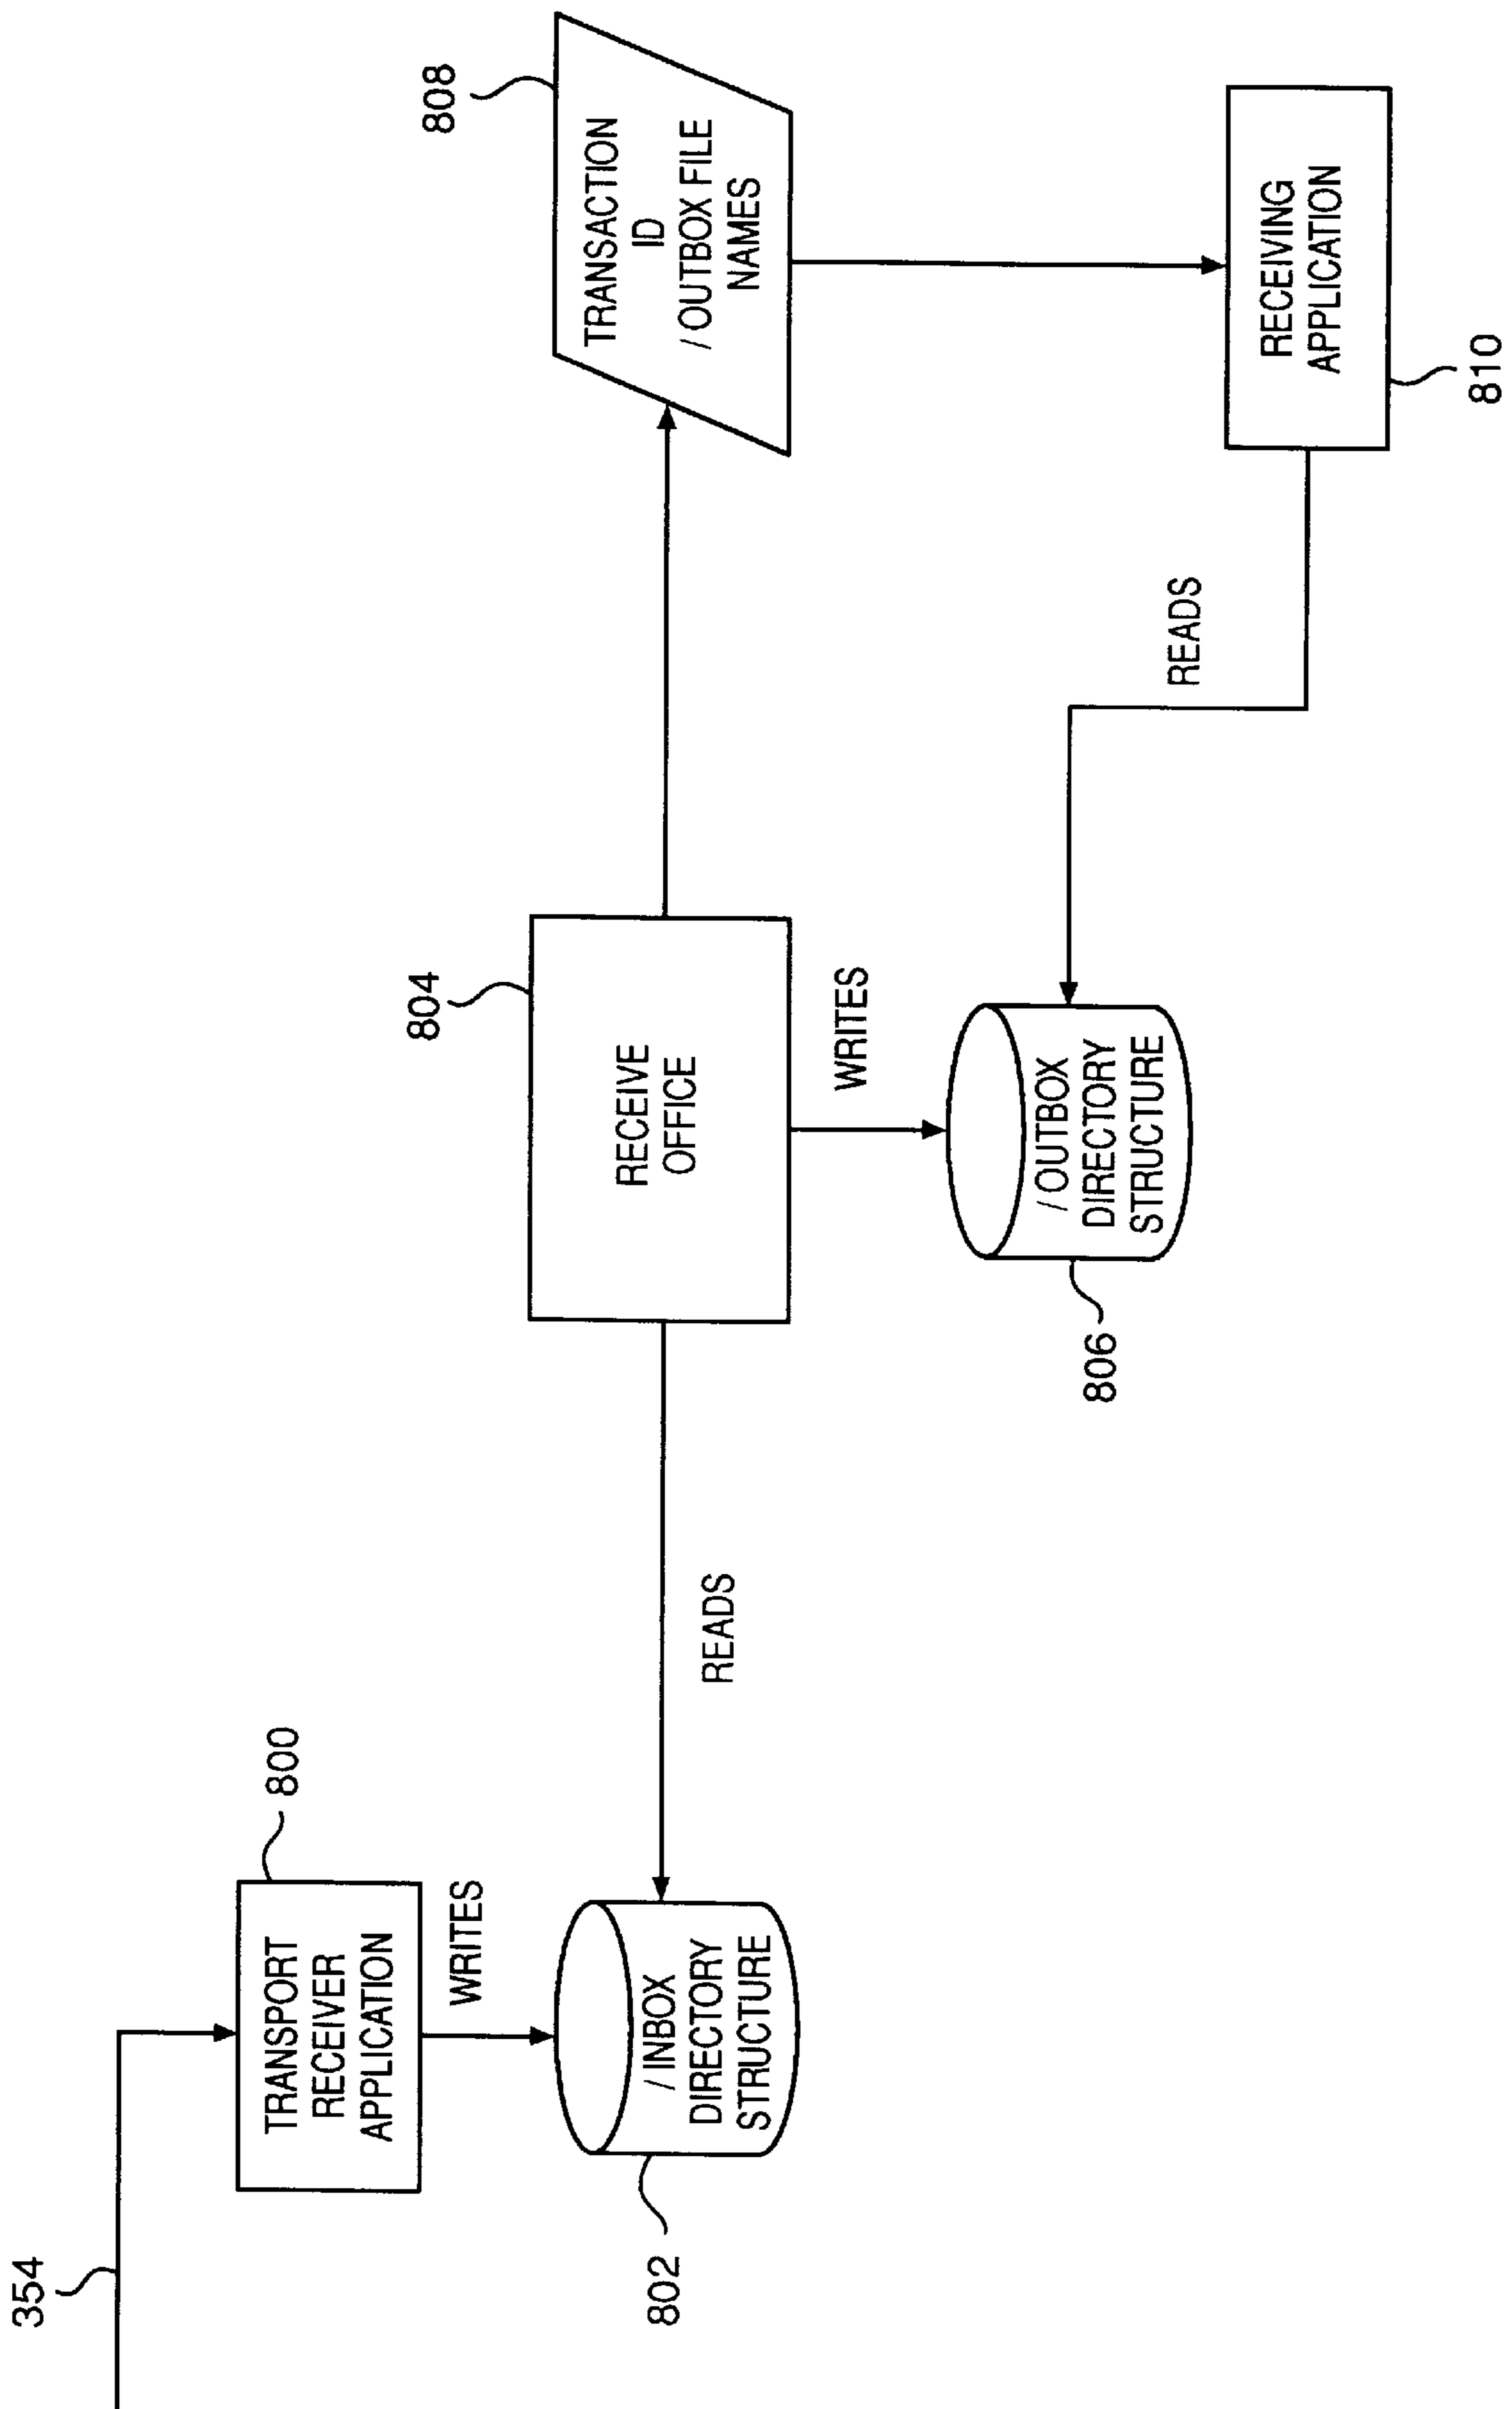 354
TRANSPORT
RECEIVER
APPLICATION
800
WRITES
/ INBOX
DIRECTORY
STRUCTURE
802
READS
804
RECEIVE
OFFICE
WRITES
/ OUTBOX
DIRECTORY
STRUCTURE
806
808
TRANSACTION
ID
/ OUTBOX FILE
NAMES
READS
RECEIVING
APPLICATION
810